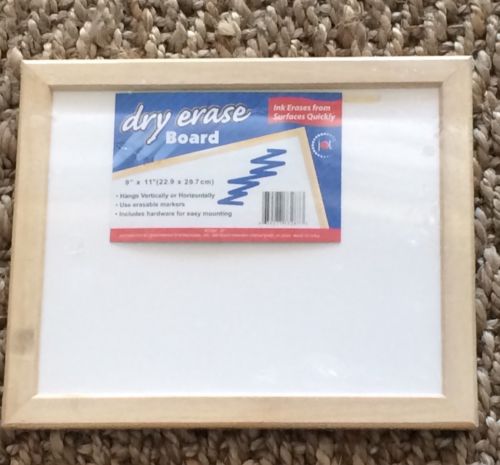 dry erase
Board
Ink Erases from
Surfaces Quickly
9" x 11"(22.9 x 29.7cm)
• Hangs Vertically or Horizontally
• Use erasable markers
• Includes hardware for easy mounting